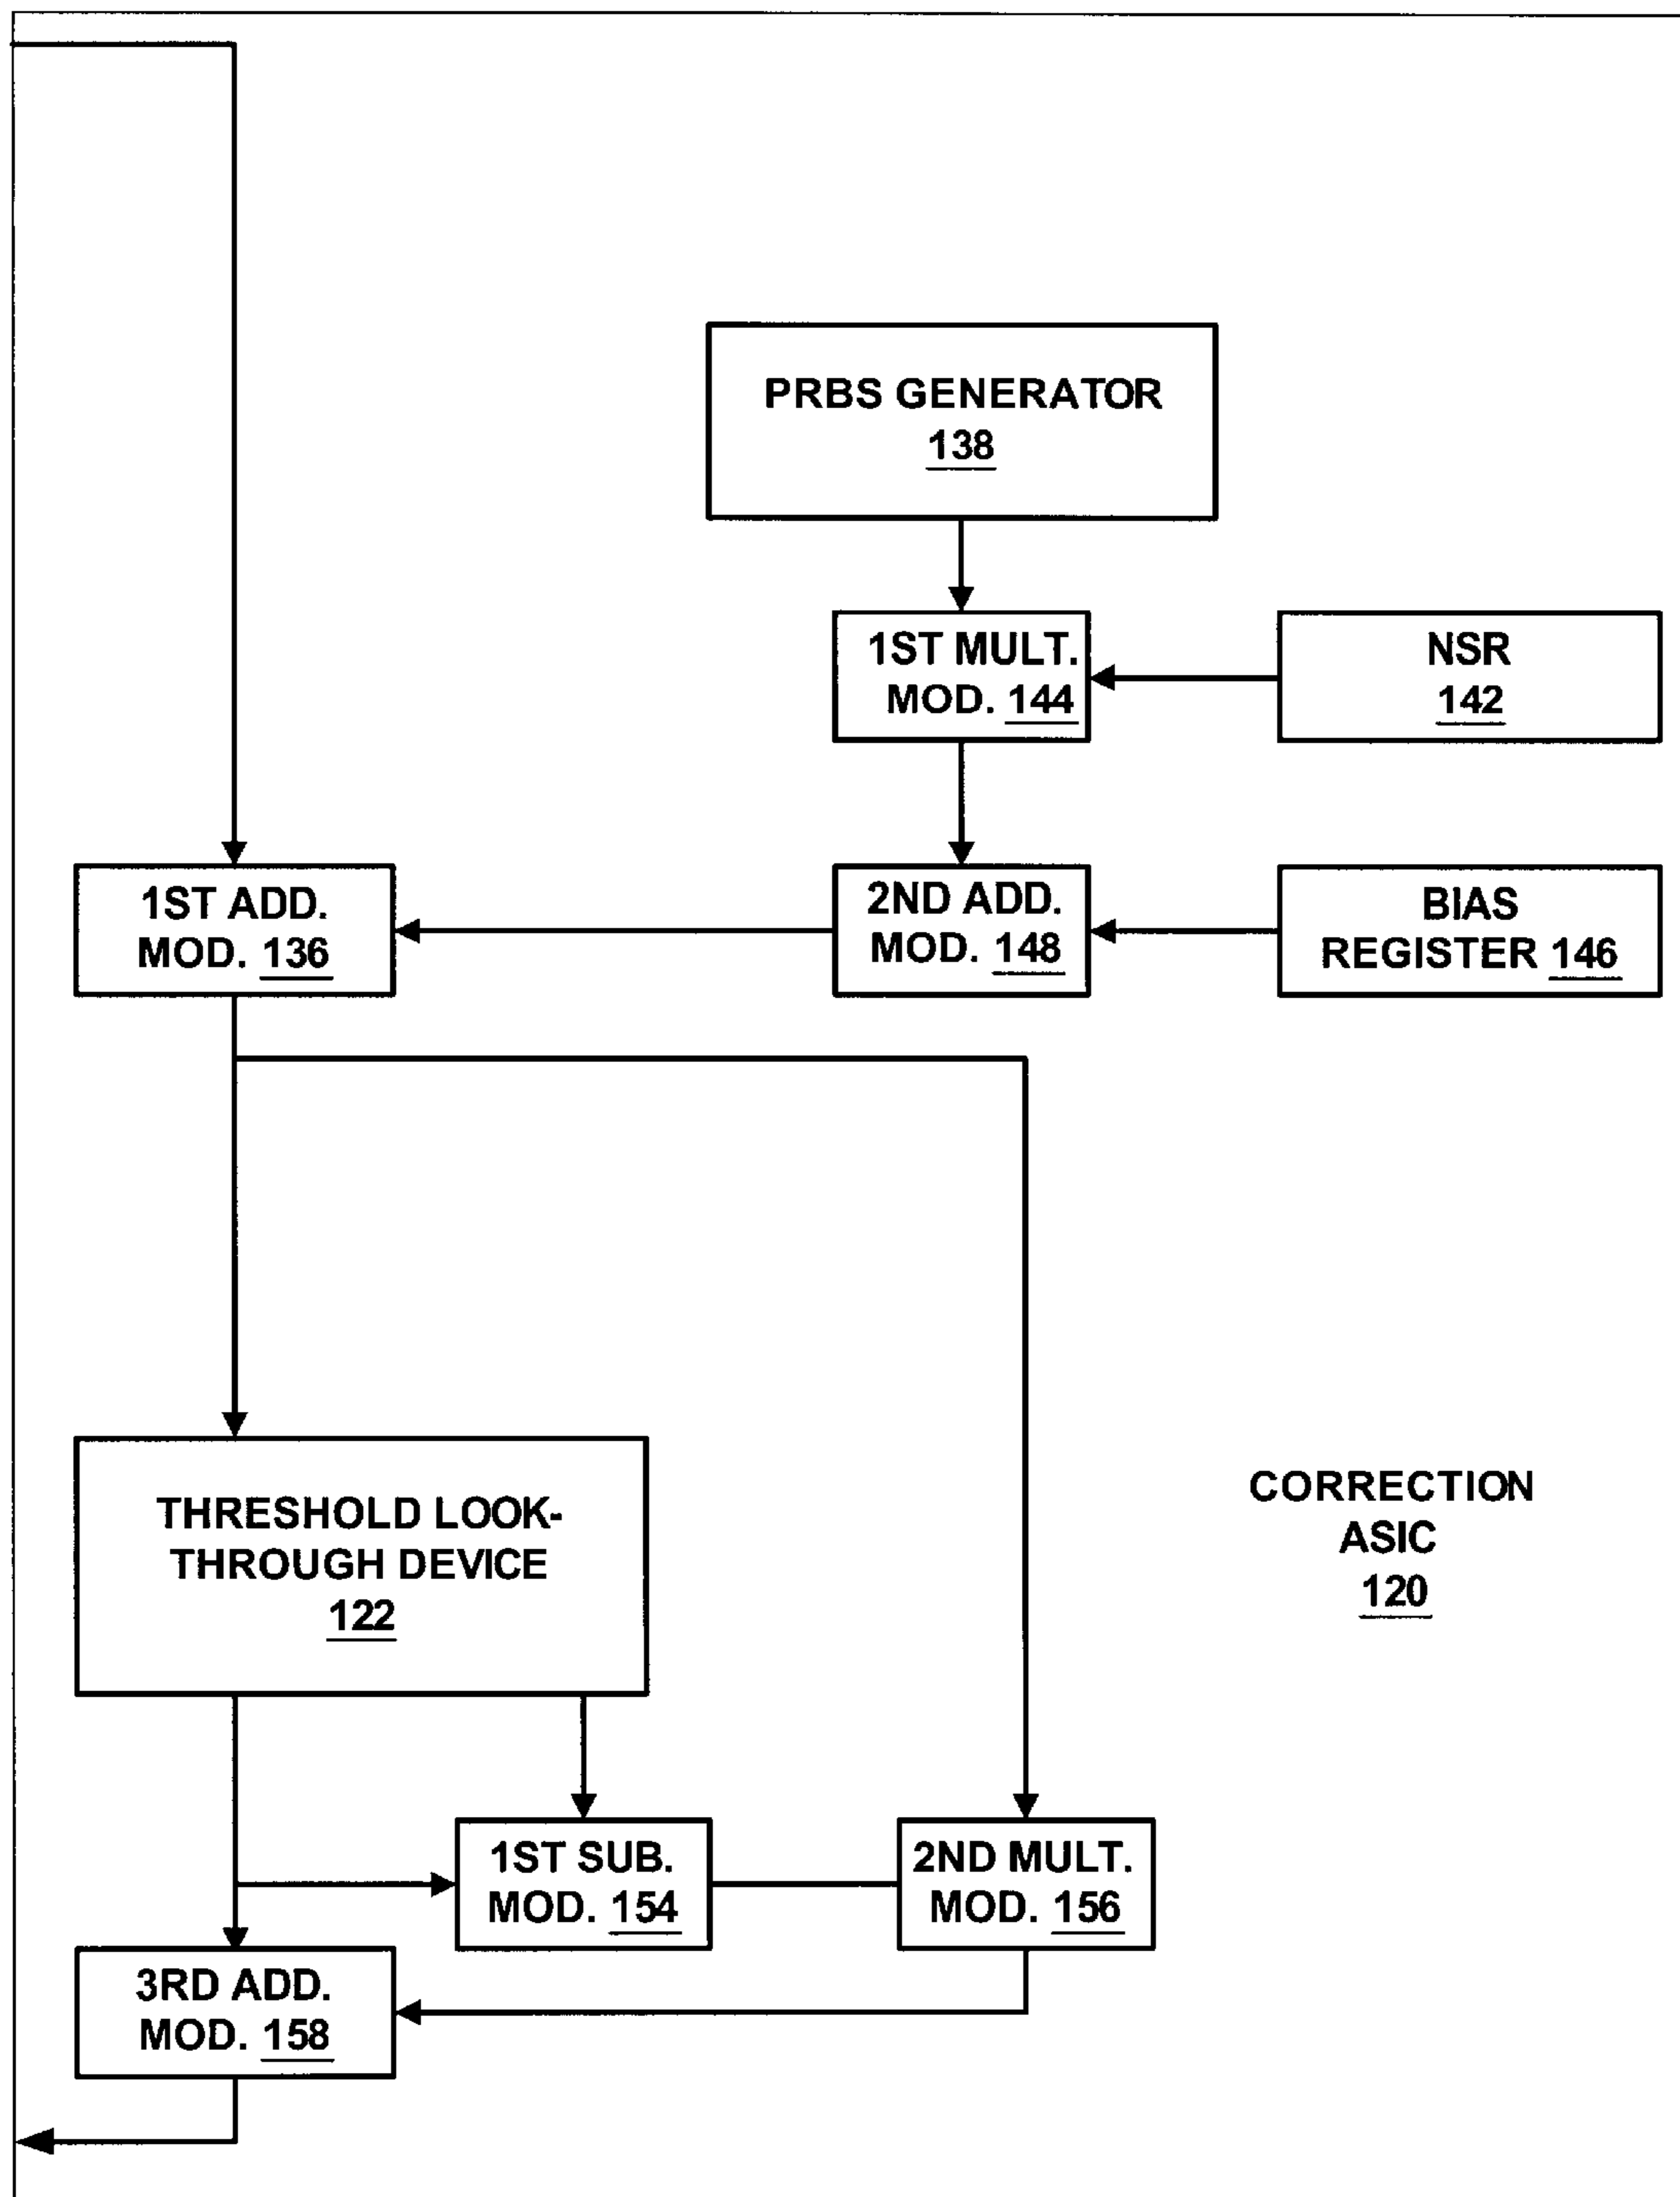 PRBS GENERATOR
138
1ST MULT.
MOD. 144
NSR
142
1ST ADD.
MOD. 136
2ND ADD.
MOD. 148
BIAS
REGISTER 146
THRESHOLD LOOK-
THROUGH DEVICE
122
CORRECTION
ASIC
120
1ST SUB.
MOD. 154
2ND MULT.
MOD. 156
3RD ADD.
MOD. 158